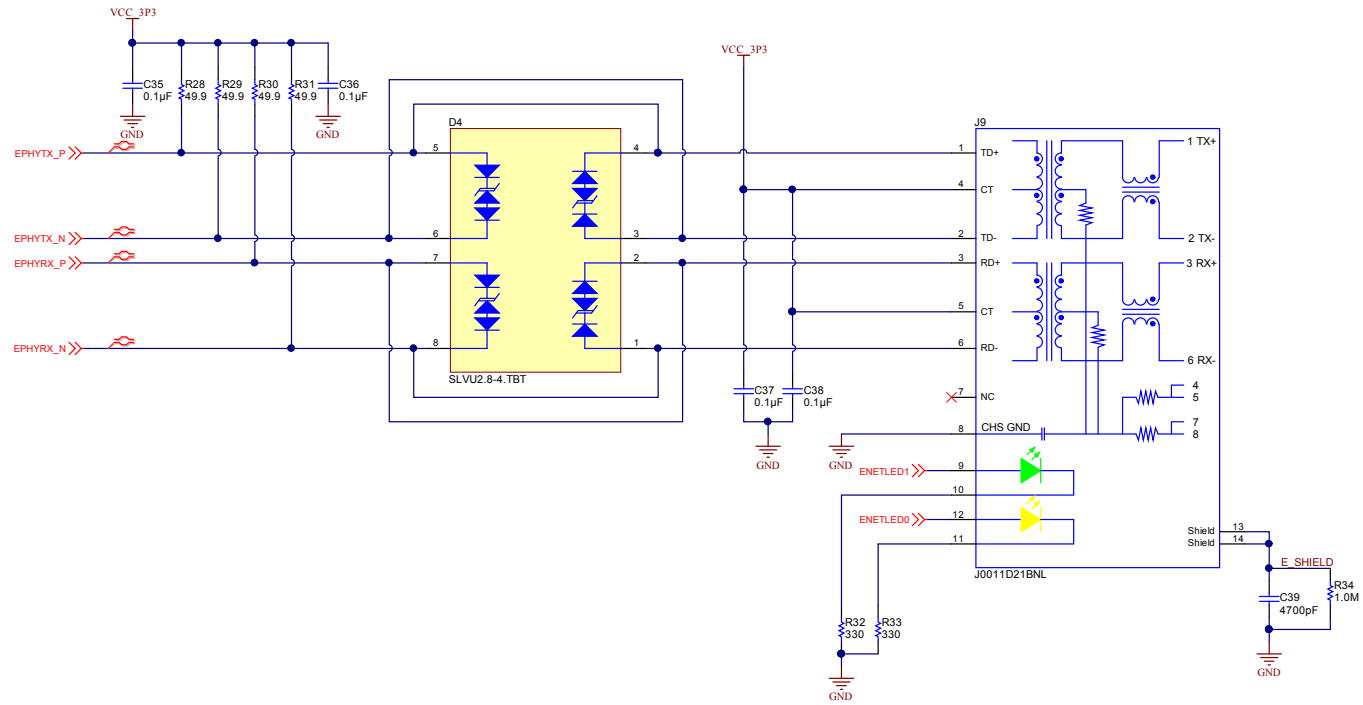 VCC_3P3
C35
0.1µF
R28
49.9
R29
49.9
R30
49.9
R31
49.9
C36
0.1µF
GND
GND
VCC_3P3
EPHYTX_P
EPHYTX_N
EPHYRX_P
EPHYRX_N
D4
5
4
6
3
7
2
8
1
SLVU2.8-4.TBT
C37
0.1µF
C38
0.1µF
GND
J9
1
TD+
1 TX+
4
CT
2
TD-
2 TX-
3
RD+
3 RX+
5
CT
6
RD-
6 RX-
7
NC
4
5
7
8
8
CHS GND
GND
ENETLED1
9
10
ENETLED0
12
11
Shield
13
Shield
14
J0011D21BNL
E_SHIELD
C39
4700pF
R34
1.0M
GND
R32
330
R33
330
GND